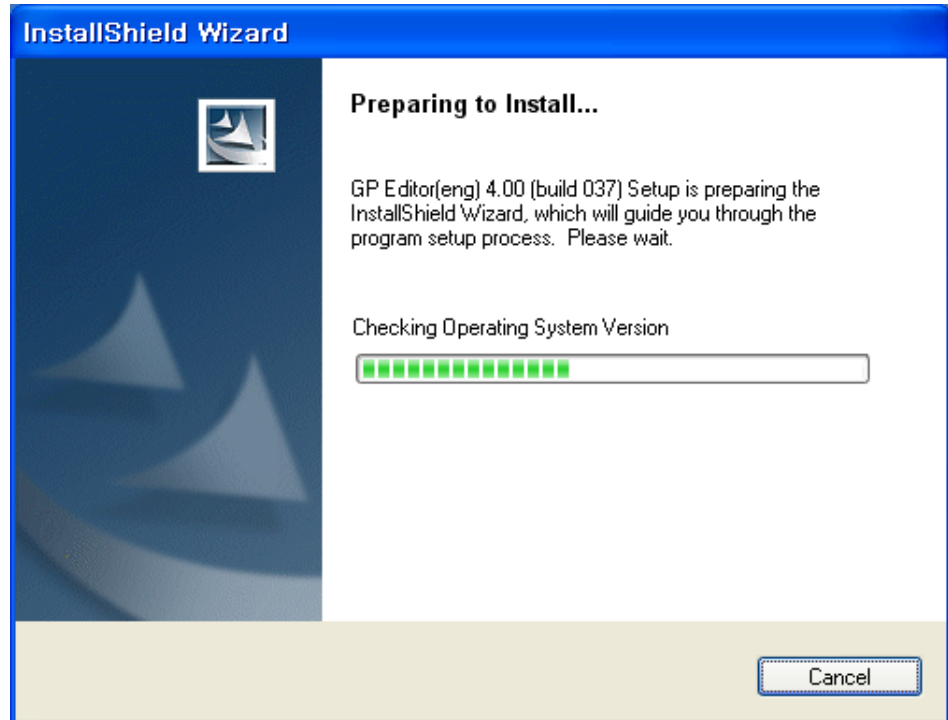 InstallShield Wizard
Preparing to Install...
GP Editor(eng) 4.00 (build 037) Setup is preparing the
InstallShield Wizard, which will guide you through the
program setup process.  Please wait.
Checking Operating System Version
Cancel